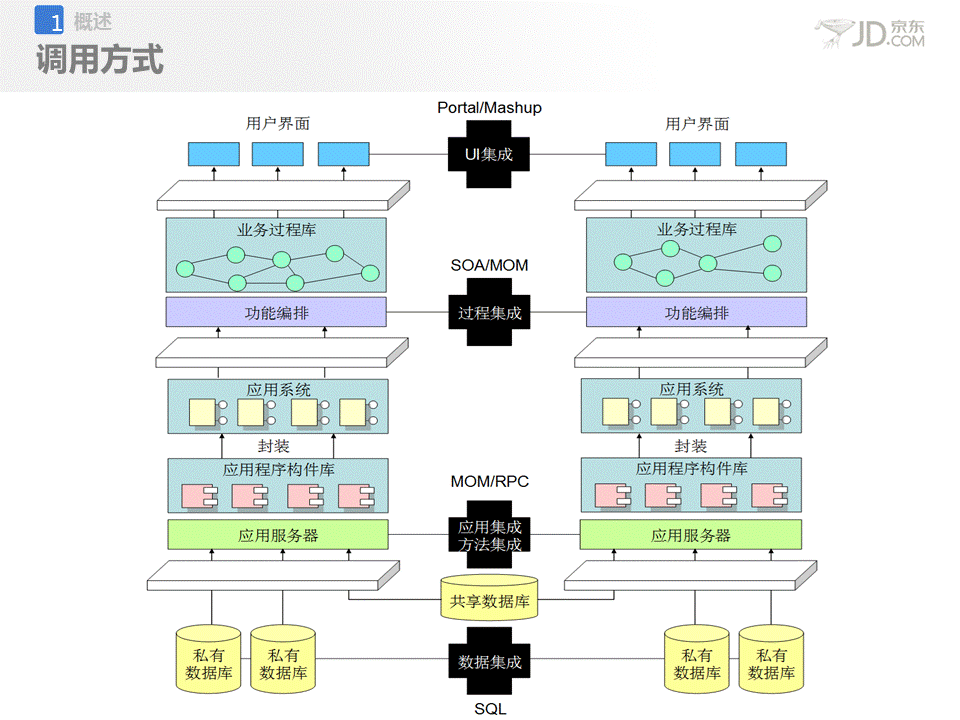 1 概述
调用方式
JD 京东
.COM
Portal/Mashup
用户界面
用户界面
UI集成
业务过程库
业务过程库
SOA/MOM
功能编排
过程集成
功能编排
应用系统
应用系统
封装
封装
应用程序构件库
应用程序构件库
MOM/RPC
应用服务器
应用集成
方法集成
应用服务器
共享数据库
私有
数据库
私有
数据库
数据集成
私有
数据库
私有
数据库
SQL